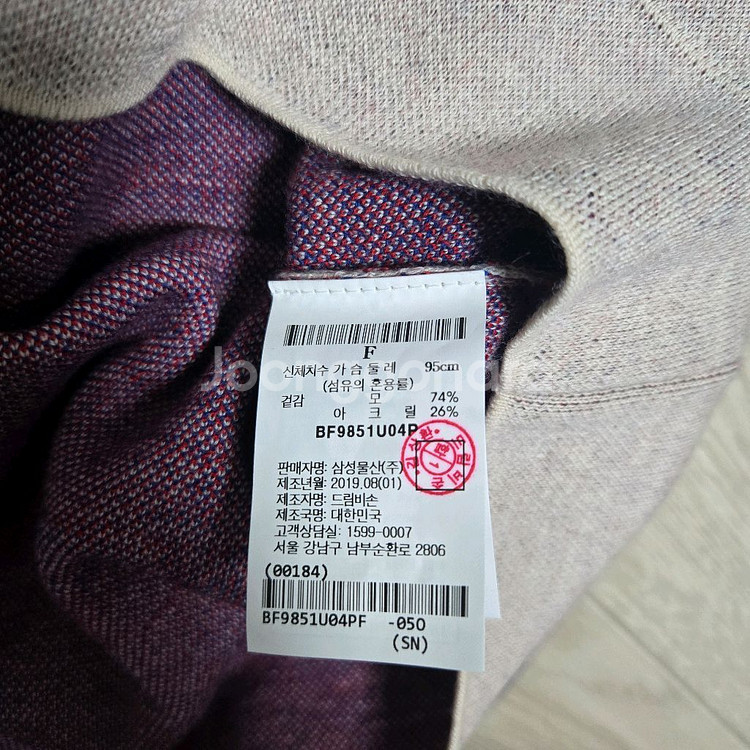 F
신체치수 가슴둘레 95cm
(섬유의 혼용률)
겉감 모 74%
아크릴 26%
BF9851U04P
판매자명: 삼성물산(주)
제조년월: 2019.08(01)
제조자명: 드림비손
제조국명: 대한민국
고객상담실: 1599-0007
서울 강남구 남부순환로 2806
(00184)
BF9851U04PF -050
(SN)
Joonggonara